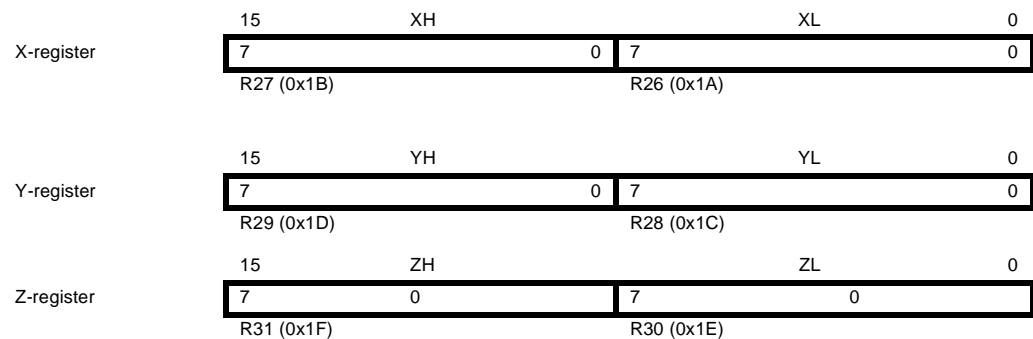 15 XH XL 0
X-register 7 0 7 0
R27 (0x1B) R26 (0x1A)
15 YH YL 0
Y-register 7 0 7 0
R29 (0x1D) R28 (0x1C)
15 ZH ZL 0
Z-register 7 0 7 0
R31 (0x1F) R30 (0x1E)